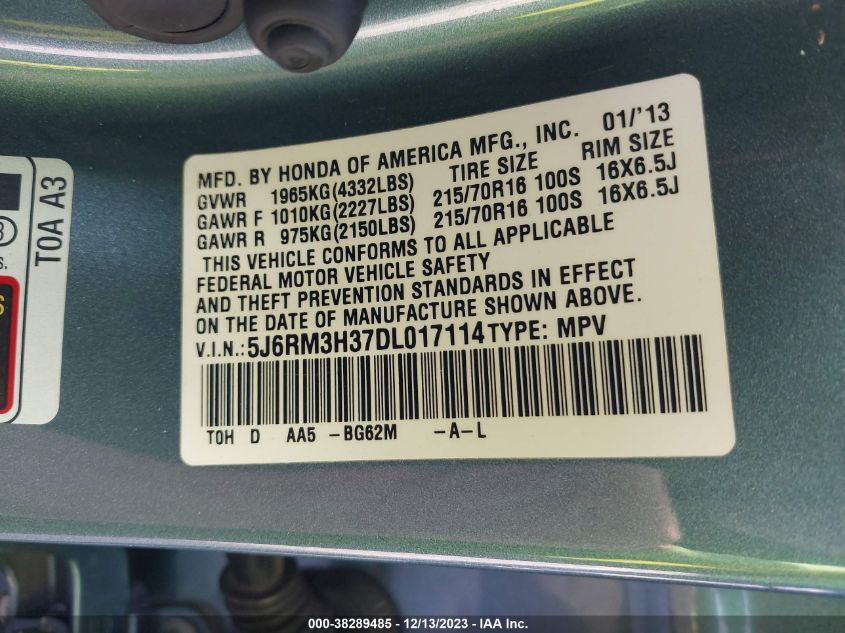 MFD. BY HONDA OF AMERICA MFG., INC. 01/'13
GVWR 1965KG(4332LBS) TIRE SIZE RIM SIZE
GAWR F 1010KG(2227LBS) 215/70R16 100S 16X6.5J
GAWR R 975KG(2150LBS) 215/70R16 100S 16X6.5J
THIS VEHICLE CONFORMS TO ALL APPLICABLE
FEDERAL MOTOR VEHICLE SAFETY
AND THEFT PREVENTION STANDARDS IN EFFECT
ON THE DATE OF MANUFACTURE SHOWN ABOVE.
V.I.N.:5J6RM3H37DL017114 TYPE: MPV
T0H D AA5 -BG62M -A-L
T0A A3
000-38289485 - 12/13/2023 - IAA Inc.